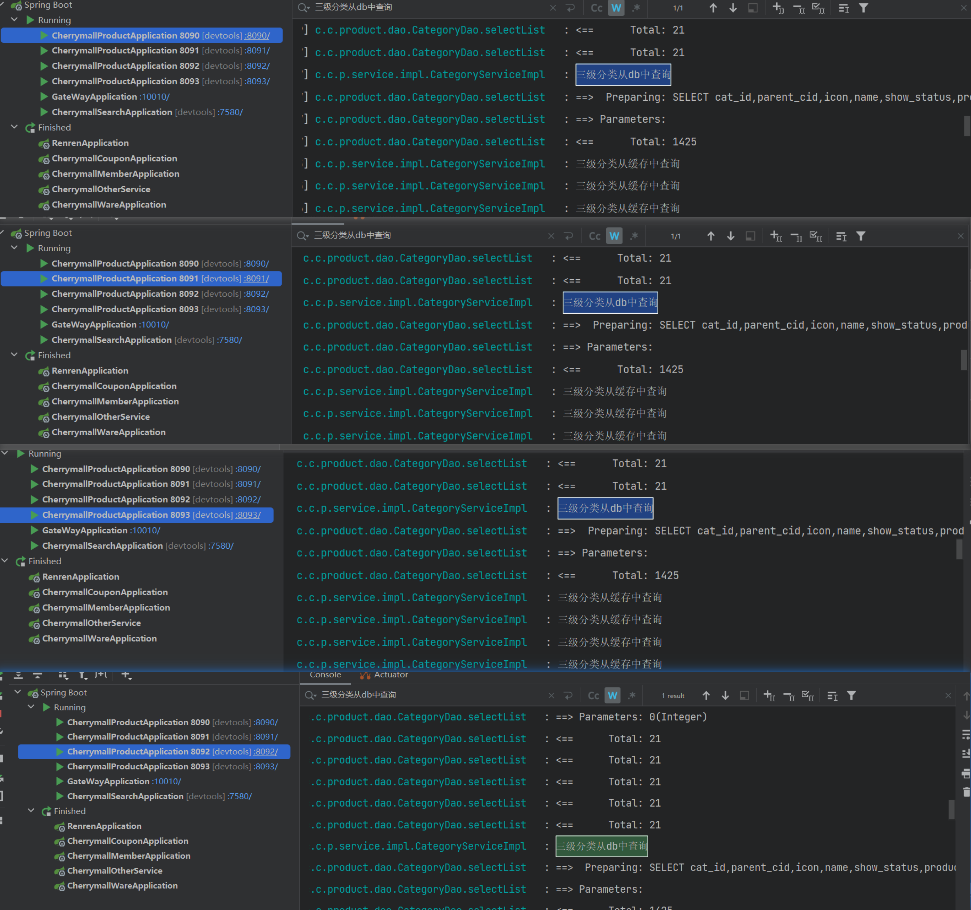 Spring Boot
Running
CherrymallProductApplication 8090 [devtools] :8090/
CherrymallProductApplication 8091 [devtools] :8091/
CherrymallProductApplication 8092 [devtools] :8092/
CherrymallProductApplication 8093 [devtools] :8093/
GateWayApplication :10010/
CherrymallSearchApplication [devtools] :7580/
Finished
RenrenApplication
CherrymallCouponApplication
CherrymallMemberApplication
CherrymallOtherService
CherrymallWareApplication
三级分类从db中查询 Cc W .* 1/1
] c.c.product.dao.CategoryDao.selectList : <== Total: 21
] c.c.product.dao.CategoryDao.selectList : <== Total: 21
] c.c.p.service.impl.CategoryServiceImpl : 三级分类从db中查询
] c.c.product.dao.CategoryDao.selectList : ==> Preparing: SELECT cat_id,parent_cid,icon,name,show_status,pro
] c.c.product.dao.CategoryDao.selectList : ==> Parameters:
] c.c.product.dao.CategoryDao.selectList : <== Total: 1425
] c.c.p.service.impl.CategoryServiceImpl : 三级分类从缓存中查询
] c.c.p.service.impl.CategoryServiceImpl : 三级分类从缓存中查询
] c.c.p.service.impl.CategoryServiceImpl : 三级分类从缓存中查询
Spring Boot
Running
CherrymallProductApplication 8090 [devtools] :8090/
CherrymallProductApplication 8091 [devtools] :8091/
CherrymallProductApplication 8092 [devtools] :8092/
CherrymallProductApplication 8093 [devtools] :8093/
GateWayApplication :10010/
CherrymallSearchApplication [devtools] :7580/
Finished
RenrenApplication
CherrymallCouponApplication
CherrymallMemberApplication
CherrymallOtherService
CherrymallWareApplication
三级分类从db中查询 Cc W .* 1/1
c.c.product.dao.CategoryDao.selectList : <== Total: 21
c.c.product.dao.CategoryDao.selectList : <== Total: 21
c.c.p.service.impl.CategoryServiceImpl : 三级分类从db中查询
c.c.product.dao.CategoryDao.selectList : ==> Preparing: SELECT cat_id,parent_cid,icon,name,show_status,prod
c.c.product.dao.CategoryDao.selectList : ==> Parameters:
c.c.product.dao.CategoryDao.selectList : <== Total: 1425
c.c.p.service.impl.CategoryServiceImpl : 三级分类从缓存中查询
c.c.p.service.impl.CategoryServiceImpl : 三级分类从缓存中查询
c.c.p.service.impl.CategoryServiceImpl : 三级分类从缓存中查询
Running
CherrymallProductApplication 8090 [devtools] :8090/
CherrymallProductApplication 8091 [devtools] :8091/
CherrymallProductApplication 8092 [devtools] :8092/
CherrymallProductApplication 8093 [devtools] :8093/
GateWayApplication :10010/
CherrymallSearchApplication [devtools] :7580/
Finished
RenrenApplication
CherrymallCouponApplication
CherrymallMemberApplication
CherrymallOtherService
CherrymallWareApplication
c.c.product.dao.CategoryDao.selectList : <== Total: 21
c.c.product.dao.CategoryDao.selectList : <== Total: 21
c.c.p.service.impl.CategoryServiceImpl : 三级分类从db中查询
c.c.product.dao.CategoryDao.selectList : ==> Preparing: SELECT cat_id,parent_cid,icon,name,show_status,prod
c.c.product.dao.CategoryDao.selectList : ==> Parameters:
c.c.product.dao.CategoryDao.selectList : <== Total: 1425
c.c.p.service.impl.CategoryServiceImpl : 三级分类从缓存中查询
c.c.p.service.impl.CategoryServiceImpl : 三级分类从缓存中查询
c.c.p.service.impl.CategoryServiceImpl : 三级分类从缓存中查询
c.c.p.service.impl.CategoryServiceImpl : 三级分类从缓存中查询
Spring Boot
Running
CherrymallProductApplication 8090 [devtools] :8090/
CherrymallProductApplication 8091 [devtools] :8091/
CherrymallProductApplication 8092 [devtools] :8092/
CherrymallProductApplication 8093 [devtools] :8093/
GateWayApplication :10010/
CherrymallSearchApplication [devtools] :7580/
Finished
RenrenApplication
CherrymallCouponApplication
CherrymallMemberApplication
CherrymallOtherService
CherrymallWareApplication
Console Actuator
三级分类从db中查询 Cc W .* 1 result
.c.product.dao.CategoryDao.selectList : ==> Parameters: 0(Integer)
.c.product.dao.CategoryDao.selectList : <== Total: 21
.c.product.dao.CategoryDao.selectList : <== Total: 21
.c.product.dao.CategoryDao.selectList : <== Total: 21
.c.product.dao.CategoryDao.selectList : <== Total: 21
.c.product.dao.CategoryDao.selectList : <== Total: 21
.c.p.service.impl.CategoryServiceImpl : 三级分类从db中查询
.c.product.dao.CategoryDao.selectList : ==> Preparing: SELECT cat_id,parent_cid,icon,name,show_status,produ
.c.product.dao.CategoryDao.selectList : ==> Parameters:
.c.product.dao.CategoryDao.selectList : <== Total: 1425